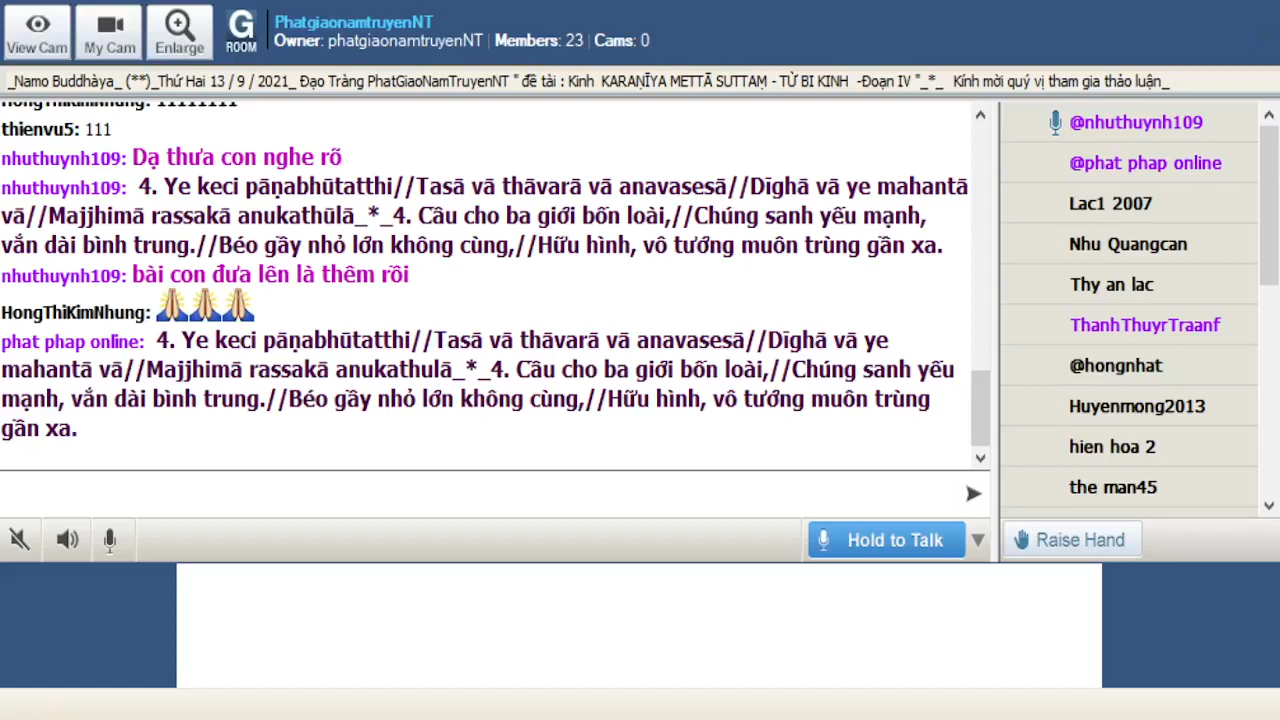 View Cam
My Cam
Enlarge
G
ROOM
PhatgiaonamtruyenNT
Owner: phatgiaonamtruyenNT | Members: 23 | Cams: 0
_Namo Buddhàya_ (**)_Thứ Hai 13 / 9 / 2021_ Đạo Tràng PhatGiaoNamTruyenNT " đề tài : Kinh KARAṆĪYA METTĀ SUTTAṂ - TỪ BI KINH -Đoạn IV "_*_ Kính mời quý vị tham gia thảo luận_
HongThiKimNhung: 11111111
thienvu5: 111
nhuthuynh109: Dạ thưa con nghe rõ
nhuthuynh109: 4. Ye keci pāṇabhūtatthi//Tasā vā thāvarā vā anavasesā//Dīghā vā ye mahantā
vā//Majjhimā rassakā anukathūlā_*_4. Cầu cho ba giới bốn loài,//Chúng sanh yếu mạnh,
vắn dài bình trung.//Béo gầy nhỏ lớn không cùng,//Hữu hình, vô tướng muôn trùng gần xa.
nhuthuynh109: bài con đưa lên là thêm rồi
HongThiKimNhung:
phat phap online: 4. Ye keci pāṇabhūtatthi//Tasā vā thāvarā vā anavasesā//Dīghā vā ye
mahantā vā//Majjhimā rassakā anukathulā_*_4. Cầu cho ba giới bốn loài,//Chúng sanh yếu
mạnh, vắn dài bình trung.//Béo gầy nhỏ lớn không cùng,//Hữu hình, vô tướng muôn trùng
gần xa.
@nhuthuynh109
@phat phap online
Lac1 2007
Nhu Quangcan
Thy an lac
ThanhThuyrTraanf
@hongnhat
Huyenmong2013
hien hoa 2
the man45
Hold to Talk
Raise Hand